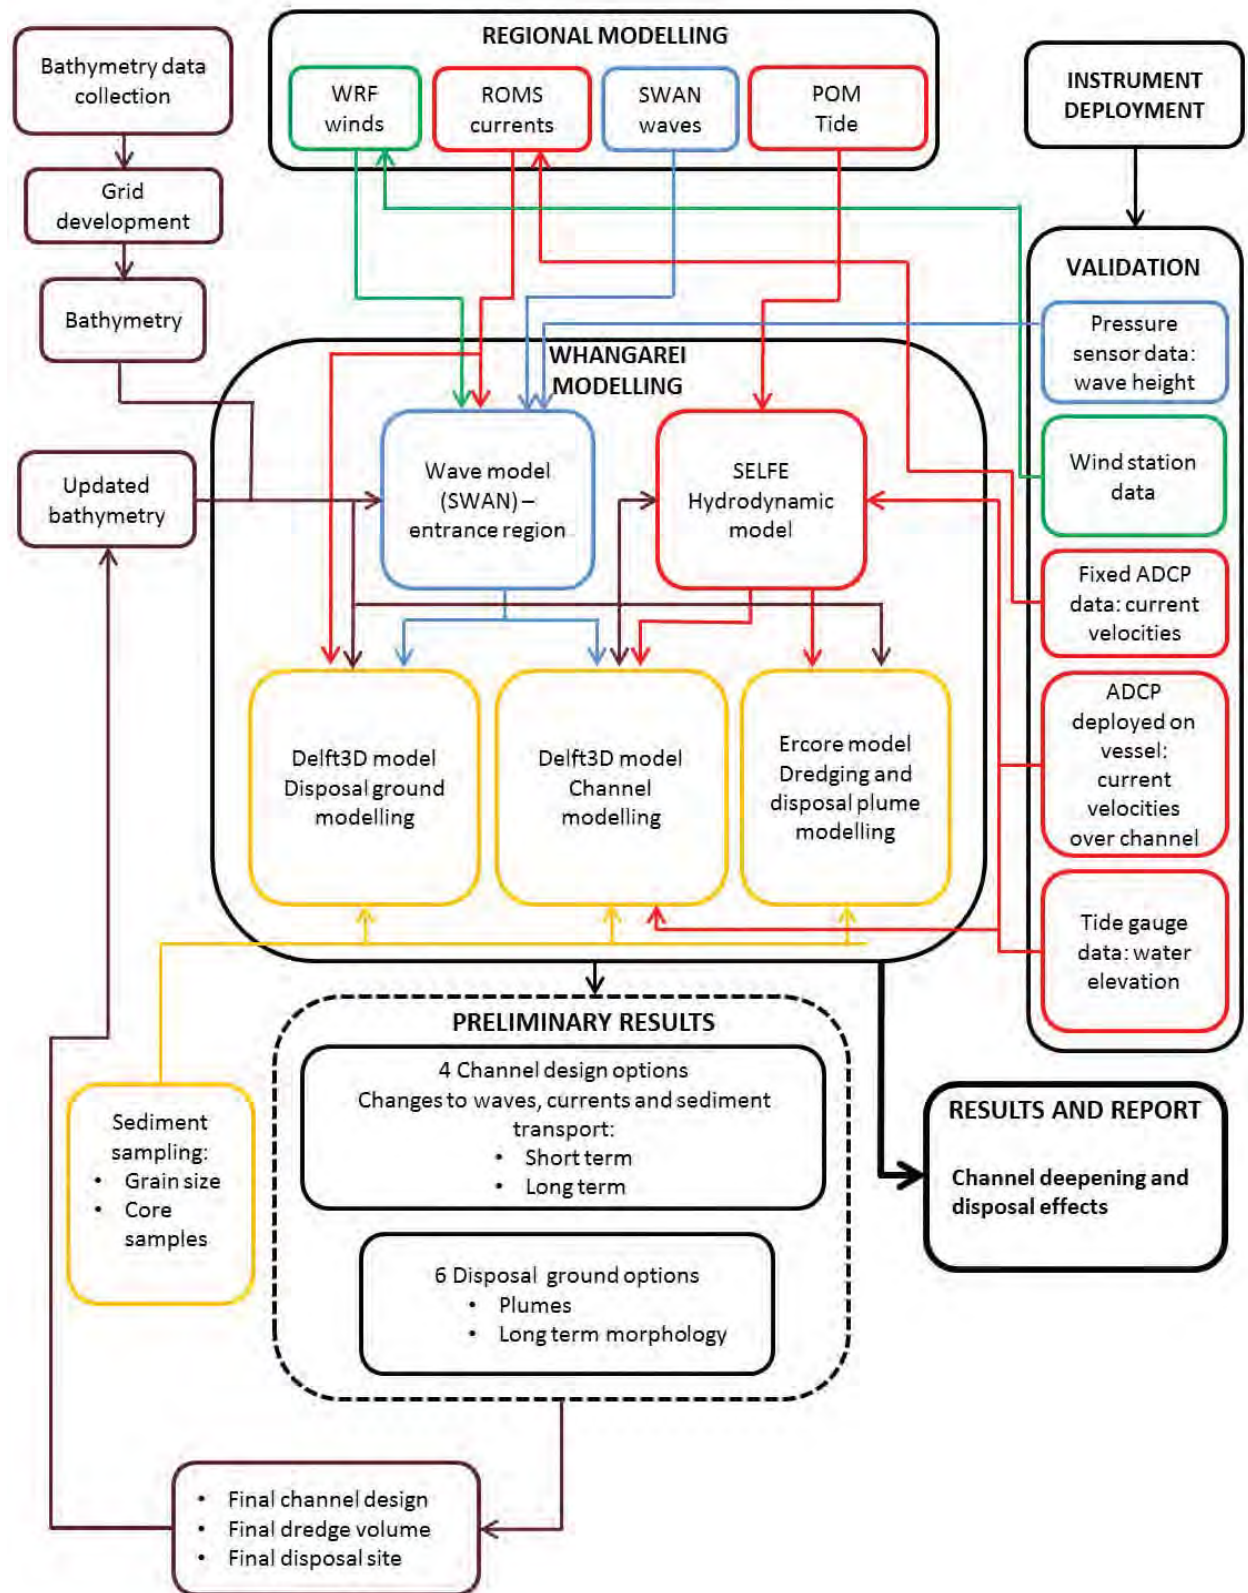 REGIONAL MODELLING
WRF
winds
ROMS
currents
SWAN
waves
POM
Tide
Bathymetry data
collection
Grid
development
Bathymetry
Updated
bathymetry
INSTRUMENT
DEPLOYMENT
VALIDATION
Pressure
sensor data:
wave height
Wind station
data
Fixed ADCP
data: current
velocities
ADCP
deployed on
vessel:
current
velocities
over channel
Tide gauge
data: water
elevation
WHANGAREI
MODELLING
Wave model
(SWAN) –
entrance region
SELFE
Hydrodynamic
model
Delft3D model
Disposal ground
modelling
Delft3D model
Channel
modelling
Ercore model
Dredging and
disposal plume
modelling
PRELIMINARY RESULTS
4 Channel design options
Changes to waves, currents and sediment
transport:
• Short term
• Long term
6 Disposal ground options
• Plumes
• Long term morphology
Sediment
sampling:
• Grain size
• Core
samples
RESULTS AND REPORT
Channel deepening and
disposal effects
• Final channel design
• Final dredge volume
• Final disposal site